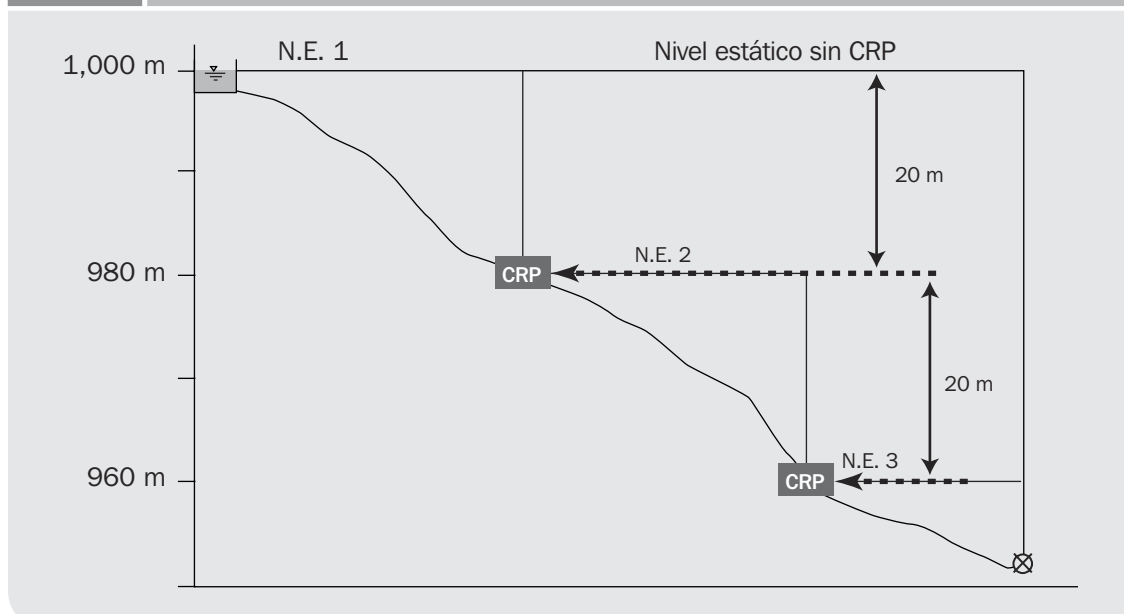 N.E. 1
Nivel estático sin CRP
1,000 m
20 m
N.E. 2
980 m
CRP
20 m
N.E. 3
960 m
CRP